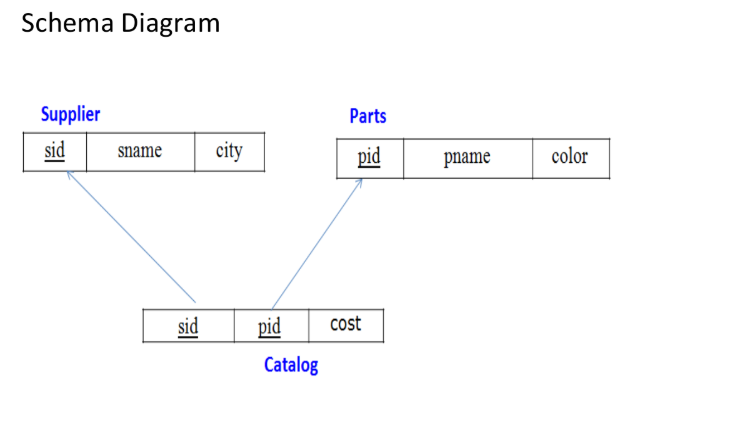 Schema Diagram
Supplier
sid sname city
Parts
pid pname color
sid pid cost
Catalog